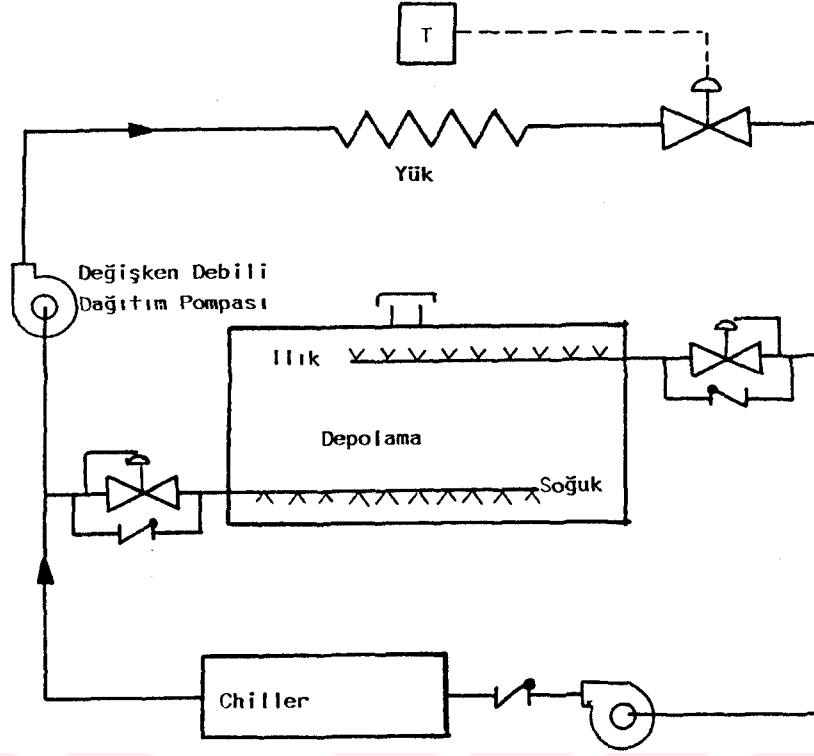 T
Yük
Değişken Debili
Dağıtım Pompası
Ilık
Depolama
Soğuk
Chiller